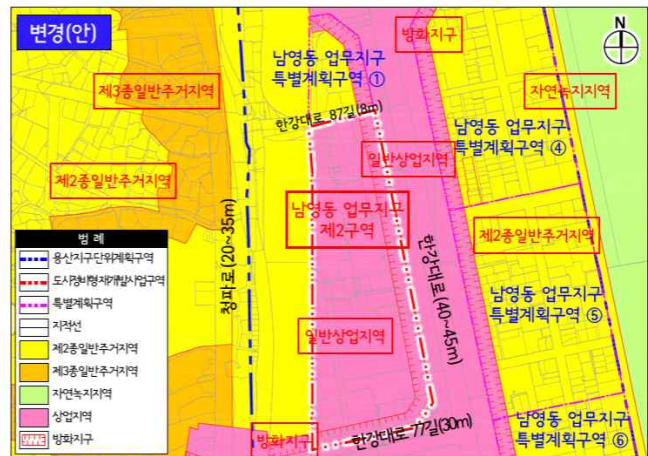 변경(안)
남영동 업무지구
특별계획구역 ①
방화지구
N
제3종일반주거지역
자연녹지지역
한강대로 87길(8m)
남영동 업무지구
특별계획구역 ④
일반상업지역
제2종일반주거지역
남영동 업무지구
제2구역
제2종일반주거지역
청파로(20~35m)
한강대로(40~45m)
범 례
용산지구단위계획구역
도시정비형재개발사업구역
특별계획구역
지적선
제2종일반주거지역
제3종일반주거지역
자연녹지지역
상업지역
방화지구
남영동 업무지구
특별계획구역 ⑤
일반상업지역
방화지구
한강대로 77길(30m)
남영동 업무지구
특별계획구역 ⑥